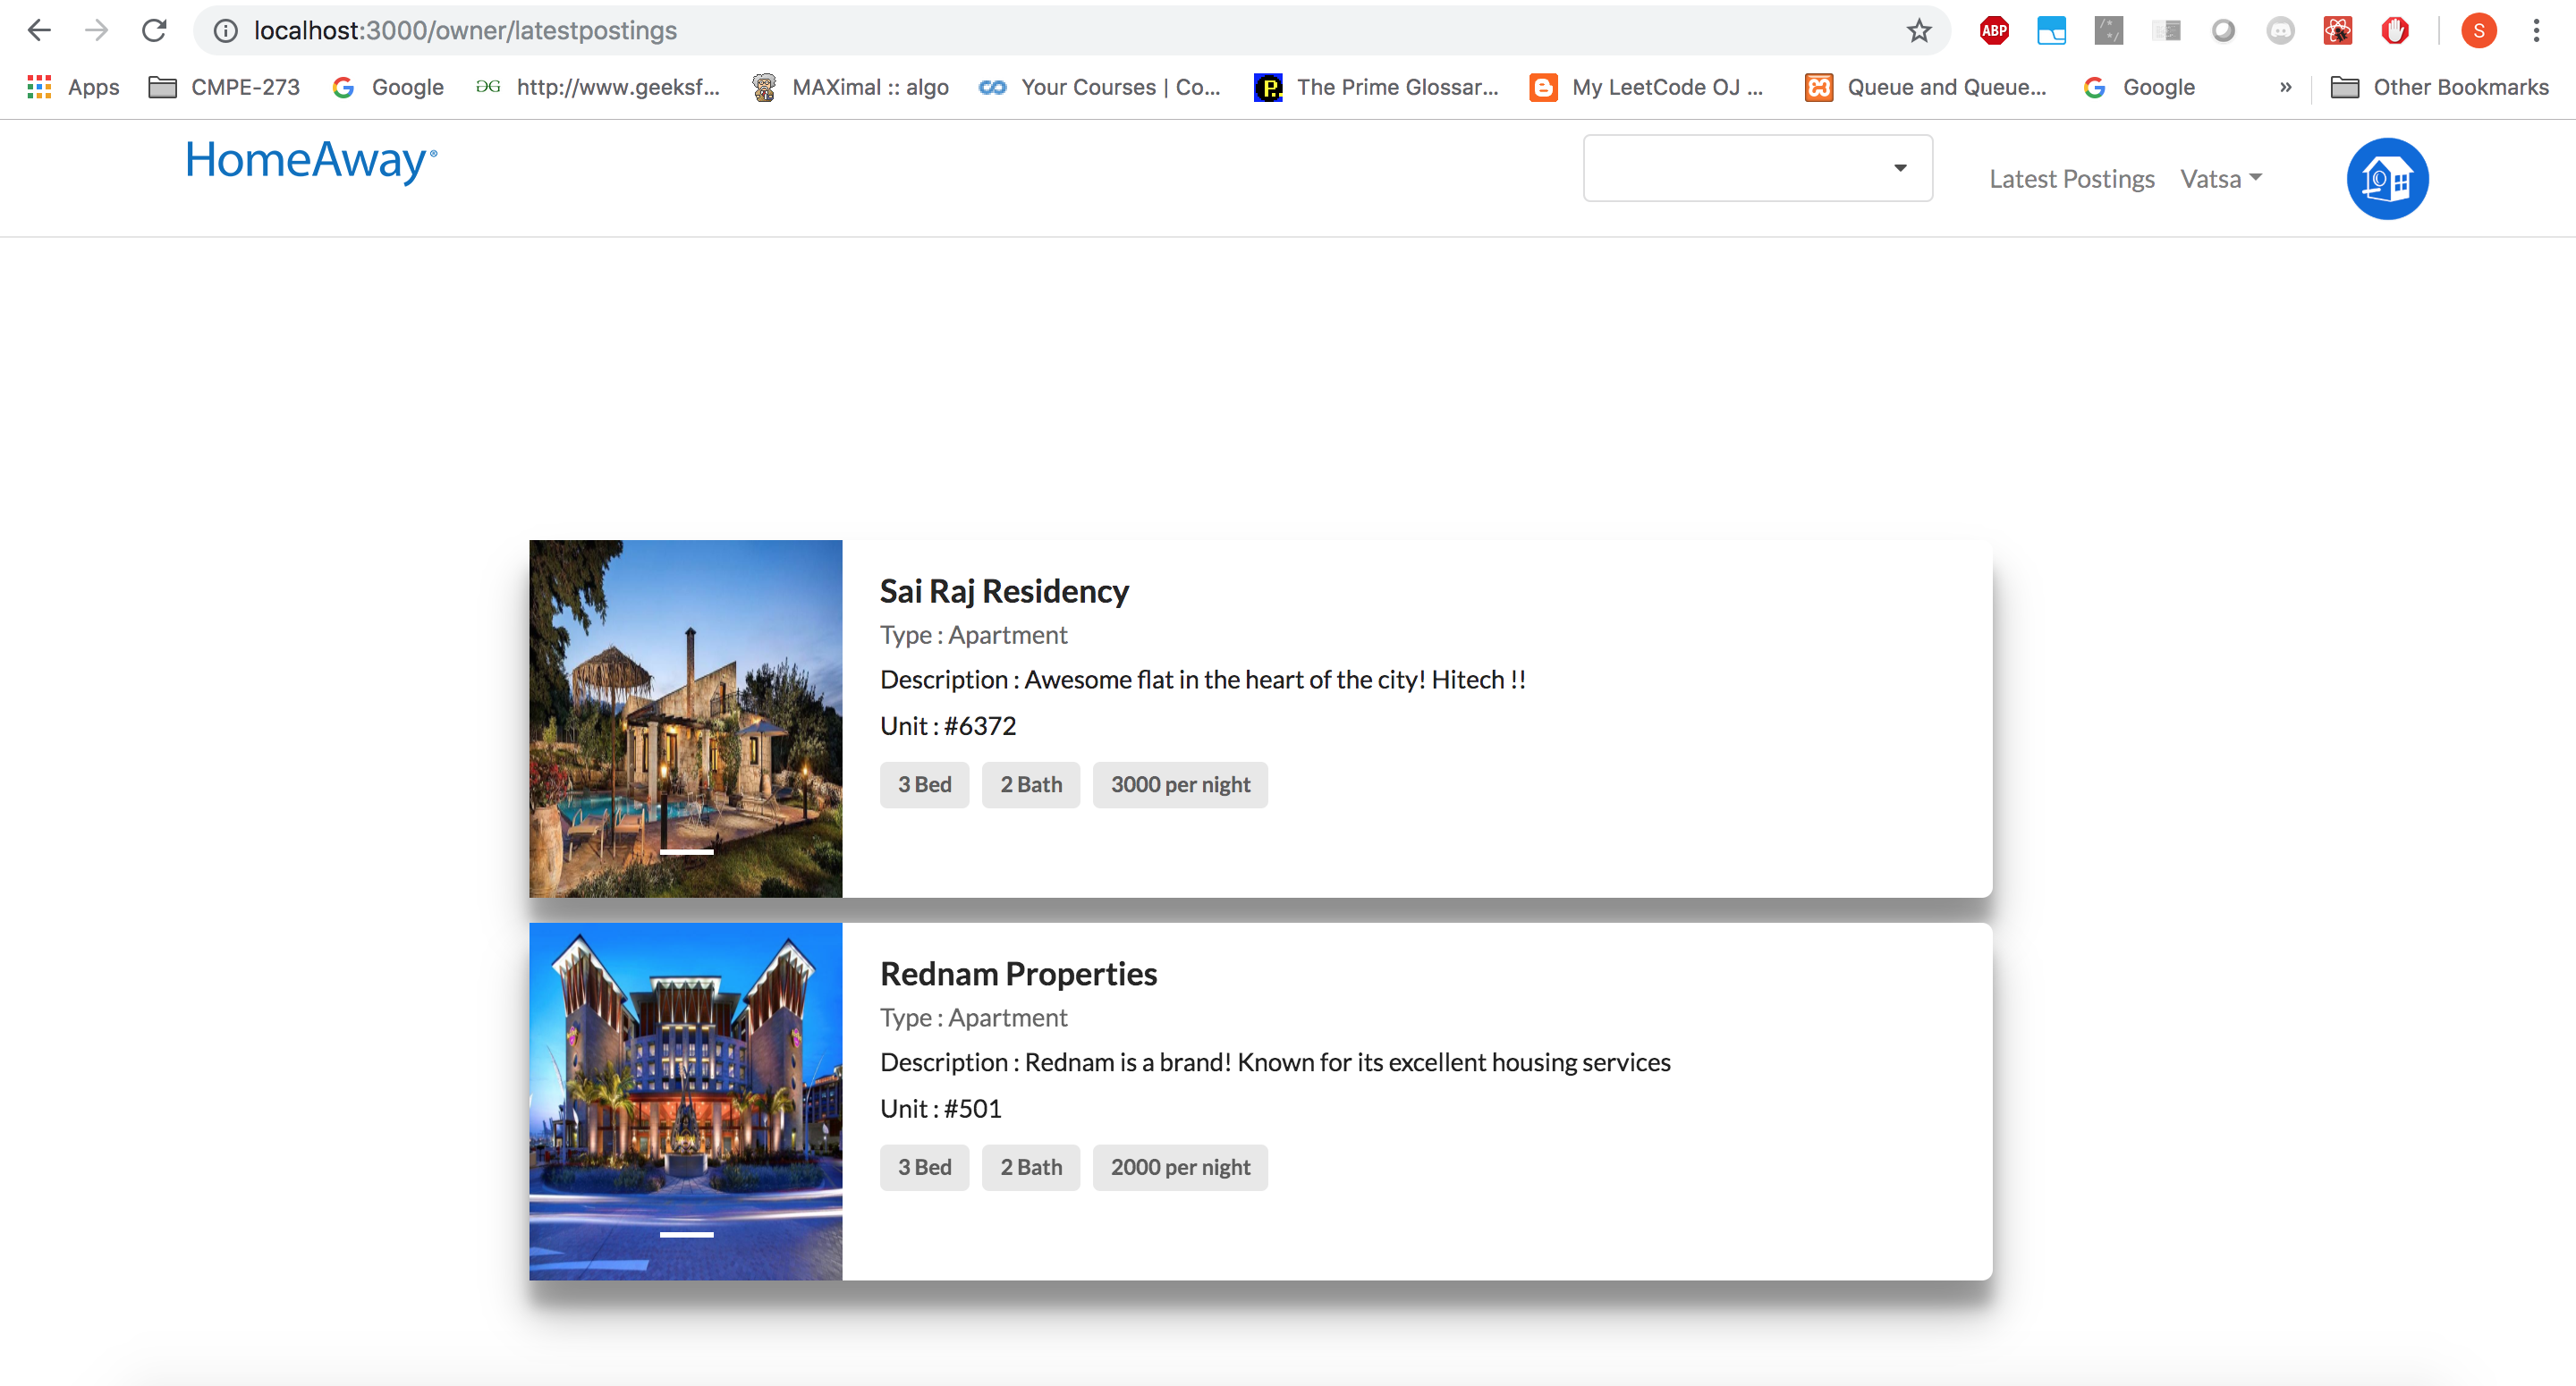 localhost:3000/owner/latestpostings
ABP
S
Apps CMPE-273 Google http://www.geeksf... MAXimal :: algo Your Courses | Co... The Prime Glossar... My LeetCode OJ ... Queue and Queue... Google » Other Bookmarks
HomeAway®
Latest Postings Vatsa
Sai Raj Residency
Type : Apartment
Description : Awesome flat in the heart of the city! Hitech !!
Unit : #6372
3 Bed 2 Bath 3000 per night
Rednam Properties
Type : Apartment
Description : Rednam is a brand! Known for its excellent housing services
Unit : #501
3 Bed 2 Bath 2000 per night